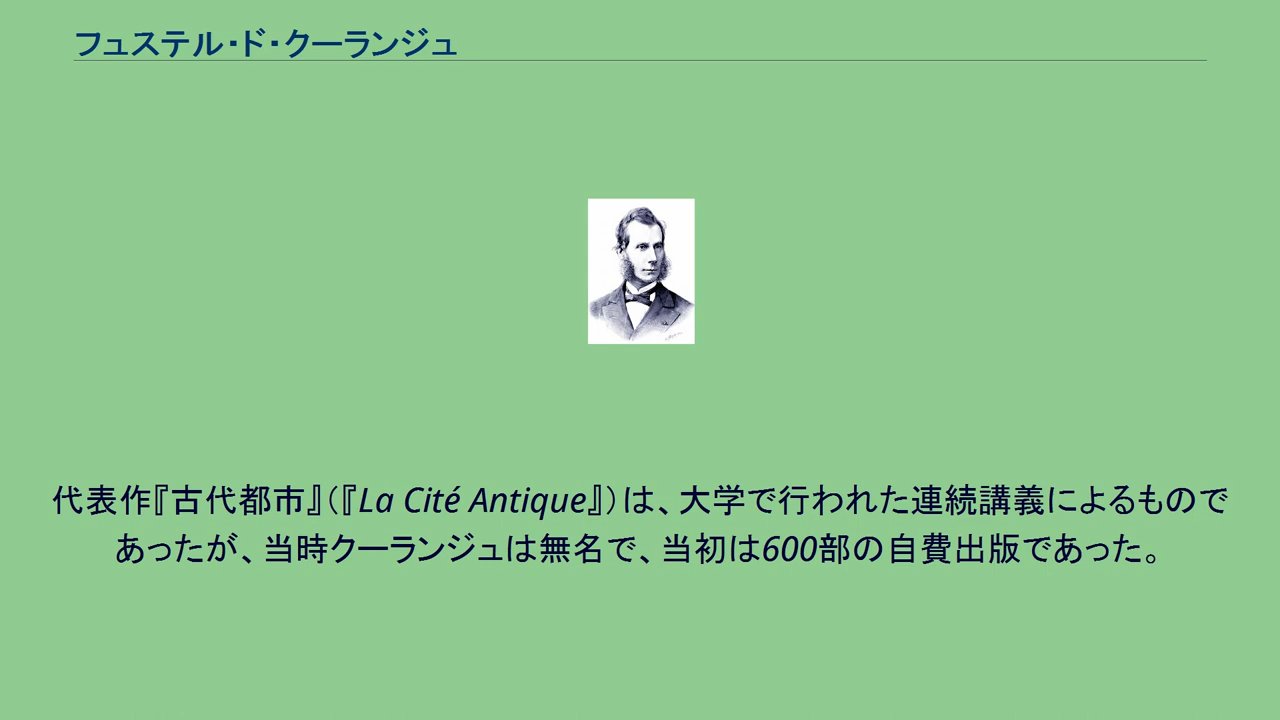 フュステル・ド・クーランジュ
代表作『古代都市』(『La Cité Antique』)は、大学で行われた連続講義によるもので
あったが、当時クーランジュは無名で、当初は600部の自費出版であった。